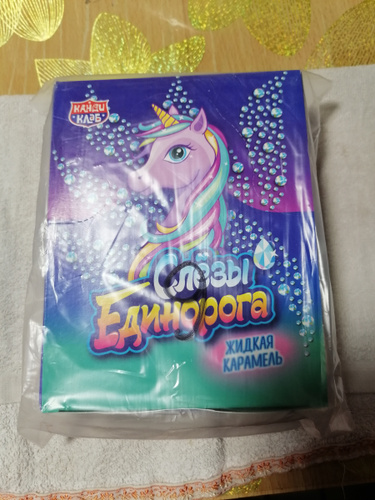 КАНДИ
КЛАБ
Слёзы
Единорога
ЖИДКАЯ
КАРАМЕЛЬ